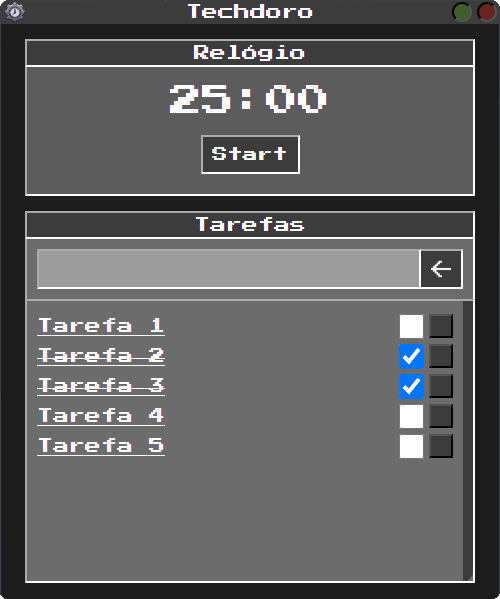 Techdoro
Relógio
25:00
Start
Tarefas
Tarefa 1
Tarefa 2
Tarefa 3
Tarefa 4
Tarefa 5